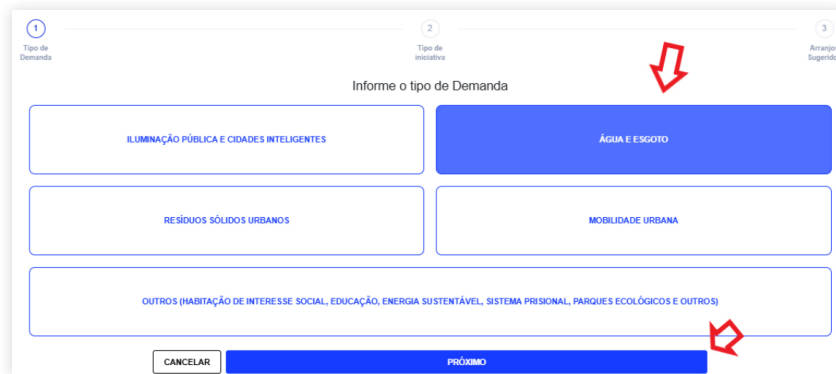 1
2
3
Tipo de
Demanda
Tipo de
iniciativa
Arranjo
Sugerido
Informe o tipo de Demanda
ILUMINAÇÃO PÚBLICA E CIDADES INTELIGENTES
ÁGUA E ESGOTO
RESÍDUOS SÓLIDOS URBANOS
MOBILIDADE URBANA
OUTROS (HABITAÇÃO DE INTERESSE SOCIAL, EDUCAÇÃO, ENERGIA SUSTENTÁVEL, SISTEMA PRISIONAL, PARQUES ECOLÓGICOS E OUTROS)
CANCELAR
PRÓXIMO